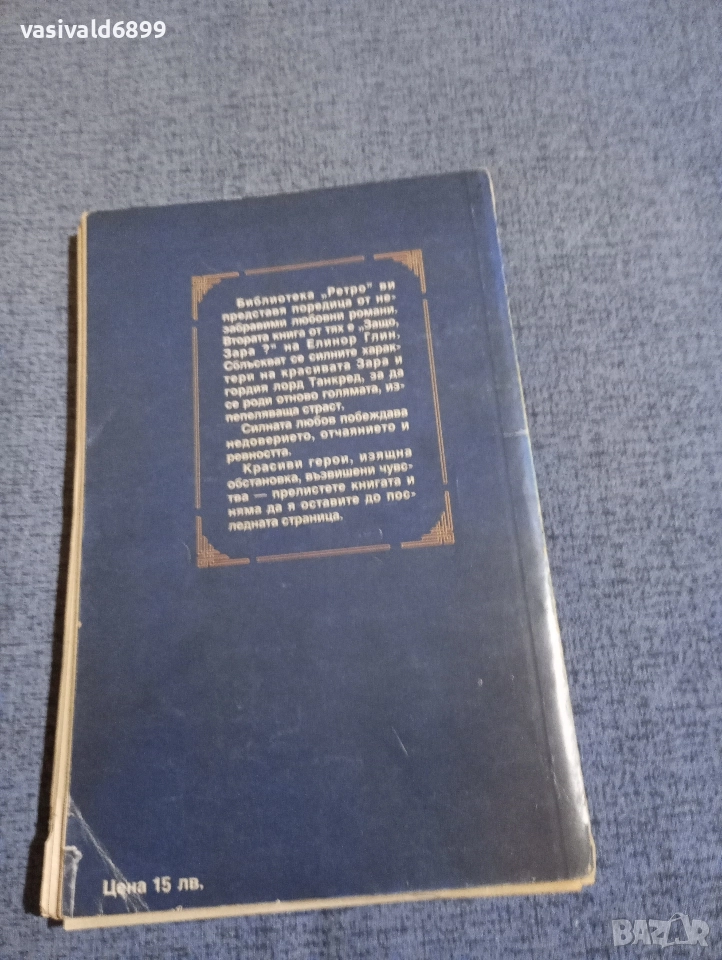 vasivald6899
Библиотека „Ретро" ви
представя поредица от не-
забравими любовни романи.
Втората книга от тях е „Защо,
Зара ?" на Елинор Глин.
Сблъскват се силните харак-
тери на красивата Зара и
гордия лорд Танкред, за да
се роди отново голямата, из-
пепеляваща страст.
Силната любов побеждава
недоверието, отчаянието и
ревността.
Красиви герои, изящна
обстановка, възвишени чувс-
тва — прелистете книгата и
няма да я оставите до пос-
ледната страница.
Цена 15 лв.
BAZAR